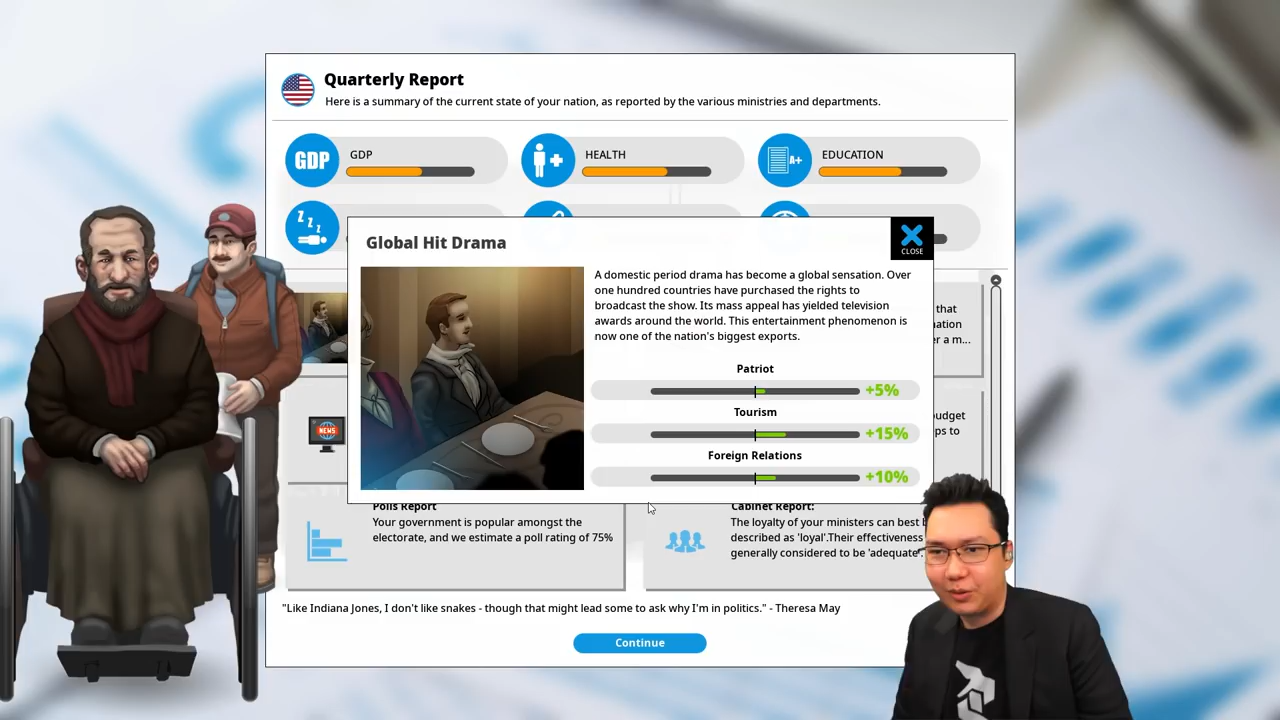 Quarterly Report
Here is a summary of the current state of your nation, as reported by the various ministries and departments.
GDP
GDP
HEALTH
A+
EDUCATION
Z Z Z
Global Hit Drama
CLOSE
A domestic period drama has become a global sensation. Over
one hundred countries have purchased the rights to
broadcast the show. Its mass appeal has yielded television
awards around the world. This entertainment phenomenon is
now one of the nation's biggest exports.
Patriot
+5%
Tourism
+15%
Foreign Relations
+10%
that
r a m...
NEWS
Polls Report
Your government is popular amongst the
electorate, and we estimate a poll rating of 75%
Cabinet Report:
The loyalty of your ministers can best
described as 'loyal'.Their effectiveness
generally considered to be 'adequate'.
"Like Indiana Jones, I don't like snakes - though that might lead some to ask why I'm in politics." - Theresa May
Continue